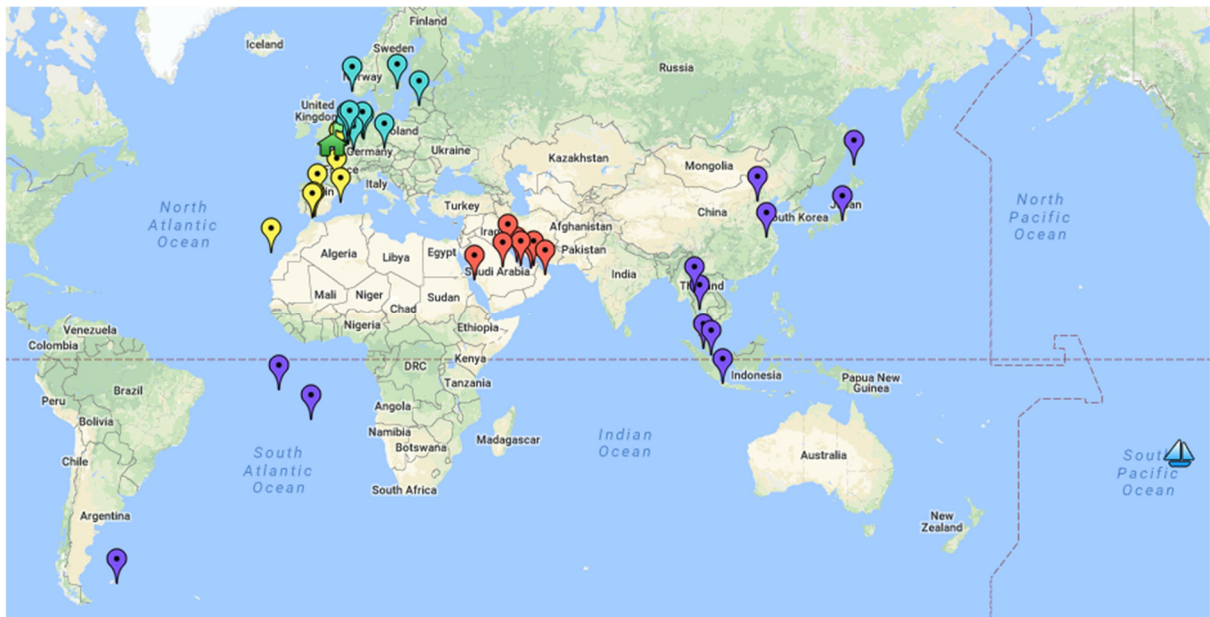 Finland
Iceland
Sweden
Norway
Russia
United
Kingdom
Poland
Germany
Ukraine
Kazakhstan
Mongolia
Italy
North
Atlantic
Ocean
Turkey
Afghanistan
China
South Korea
Japan
North
Pacific
Ocean
Iraq
Algeria
Libya
Egypt
Pakistan
Saudi Arabia
India
Thailand
Mali
Niger
Chad
Sudan
Nigeria
Ethiopia
Venezuela
Colombia
DRC
Kenya
Tanzania
Indonesia
Papua New
Guinea
Brazil
Peru
Bolivia
Angola
Namibia
Botswana
Madagascar
Indian
Ocean
South
Atlantic
Ocean
Chile
Australia
South
Pacific
Ocean
South Africa
Argentina
New
Zealand